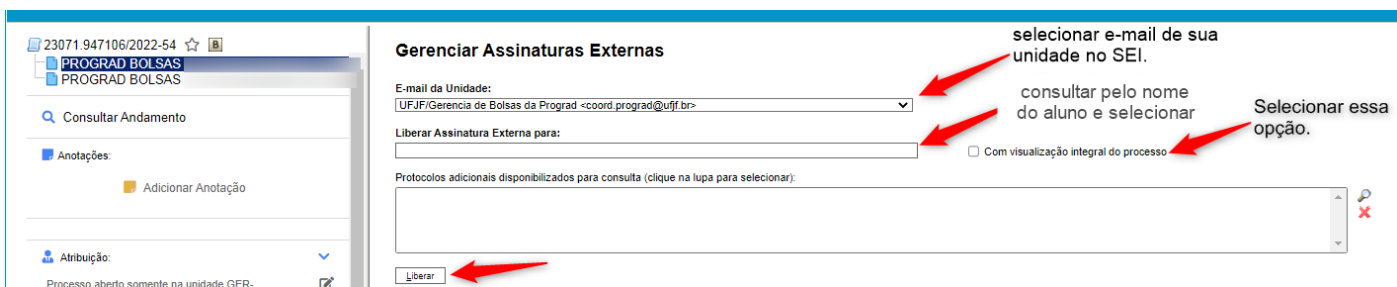 23071.947106/2022-54
B
PROGRAD BOLSAS
PROGRAD BOLSAS
Consultar Andamento
Anotações:
Adicionar Anotação
Atribuição:
Processo aberto somente na unidade GER-
Gerenciar Assinaturas Externas
selecionar e-mail de sua
unidade no SEI.
E-mail da Unidade:
UFJF/Gerencia de Bolsas da Prograd <coord.prograd@ufjf.br>
consultar pelo nome
do aluno e selecionar
Selecionar essa
opção.
Liberar Assinatura Externa para:
Com visualização integral do processo
Protocolos adicionais disponibilizados para consulta (clique na lupa para selecionar):
Liberar